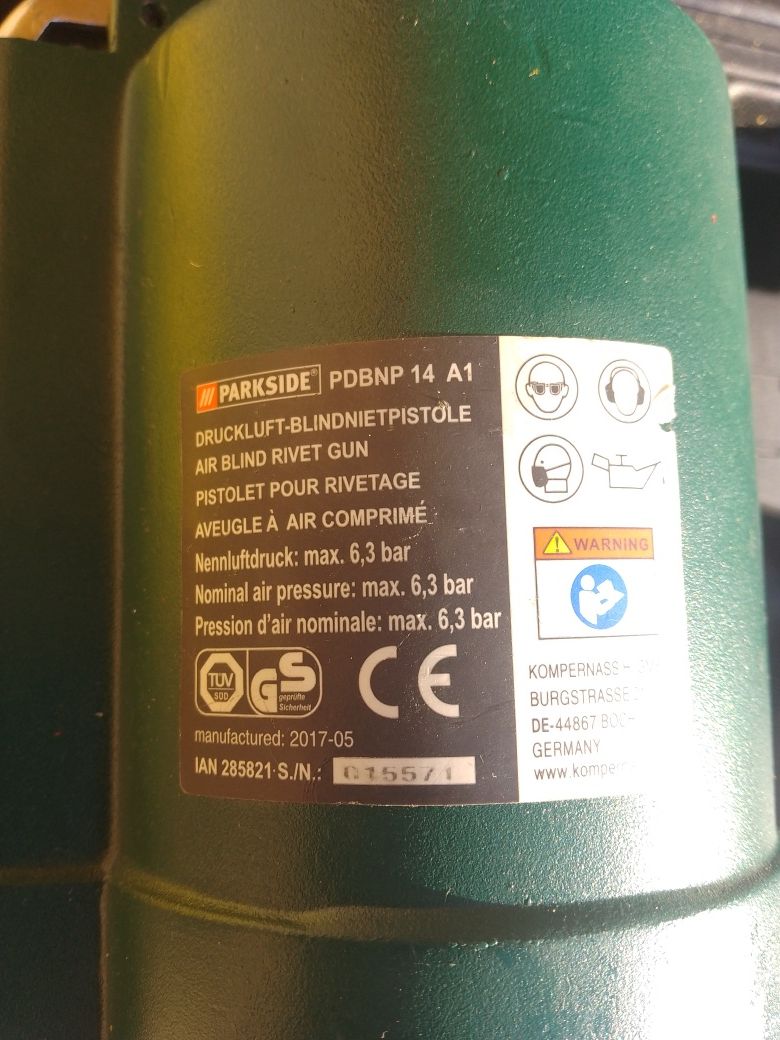 PARKSIDE® PDBNP 14 A1
DRUCKLUFT-BLINDNIETPISTOLE
AIR BLIND RIVET GUN
PISTOLET POUR RIVETAGE
AVEUGLE À AIR COMPRIMÉ
Nennluftdruck: max. 6,3 bar
Nominal air pressure: max. 6,3 bar
Pression d'air nominale: max. 6,3 bar
TÜV
SÜD
GS
geprüfte
Sicherheit
CE
manufactured: 2017-05
IAN 285821 S./N.: 015571
WARNING
KOMPERNASS
BURGSTRASSE
DE-44867
GERMANY